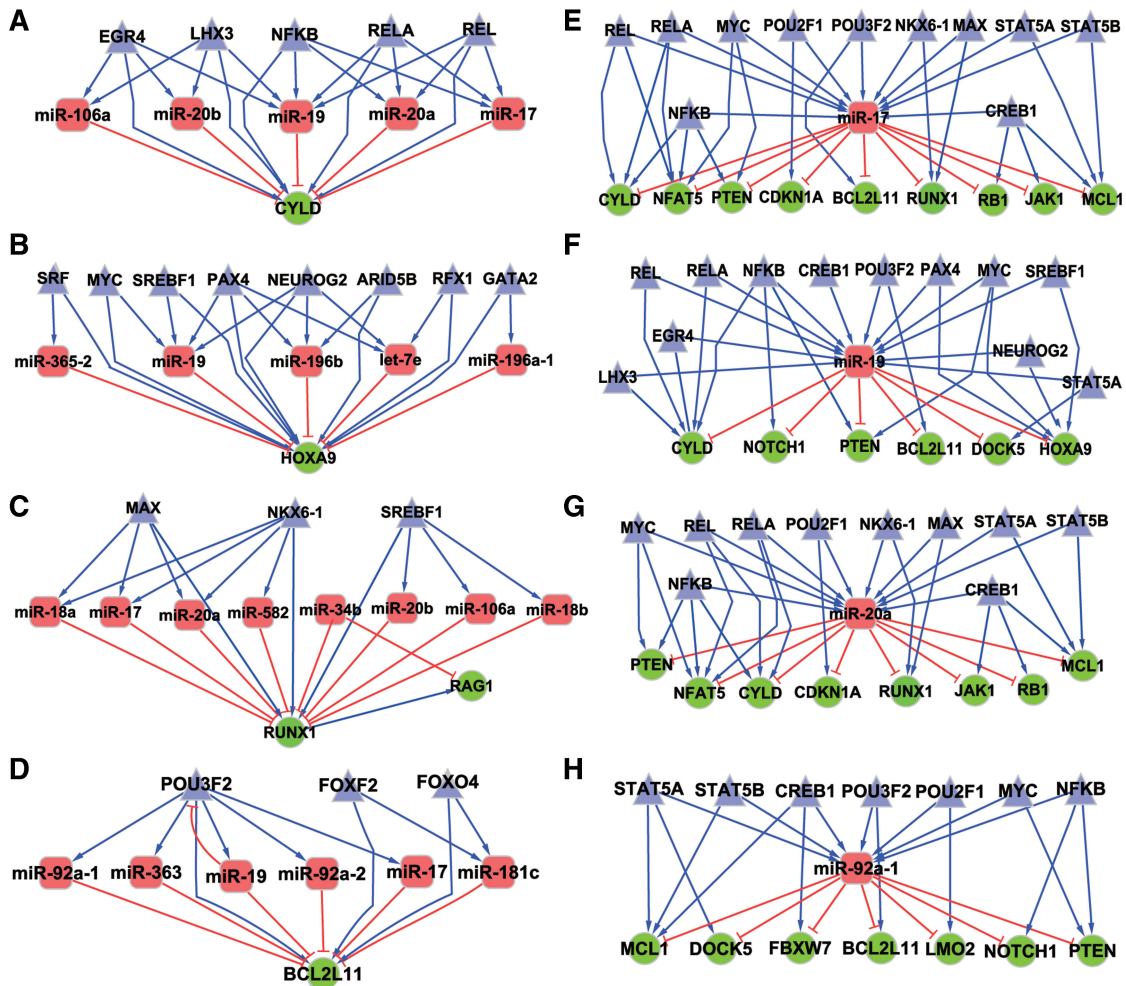 A
EGR4 LHX3 NFKB RELA REL
miR-106a miR-20b miR-19 miR-20a miR-17
CYLD
B
SRF MYC SREBF1 PAX4 NEUROG2 ARID5B RFX1 GATA2
miR-365-2 miR-19 miR-196b let-7e miR-196a-1
HOXA9
C
MAX NKX6-1 SREBF1
miR-18a miR-17 miR-20a miR-582 miR-34b miR-20b miR-106a miR-18b
RAG1
RUNX1
D
POU3F2 FOXF2 FOXO4
miR-92a-1 miR-363 miR-19 miR-92a-2 miR-17 miR-181c
BCL2L11
E
REL RELA MYC POU2F1 POU3F2 NKX6-1 MAX STAT5A STAT5B
NFKB miR-17 CREB1
CYLD NFAT5 PTEN CDKN1A BCL2L11 RUNX1 RB1 JAK1 MCL1
F
REL RELA NFKB CREB1 POU3F2 PAX4 MYC SREBF1
EGR4 NEUROG2
miR-19
LHX3 STAT5A
CYLD NOTCH1 PTEN BCL2L11 DOCK5 HOXA9
G
MYC REL RELA POU2F1 NKX6-1 MAX STAT5A STAT5B
NFKB CREB1
miR-20a
PTEN MCL1
NFAT5 CYLD CDKN1A RUNX1 JAK1 RB1
H
STAT5A STAT5B CREB1 POU3F2 POU2F1 MYC NFKB
miR-92a-1
MCL1 DOCK5 FBXW7 BCL2L11 LMO2 NOTCH1 PTEN